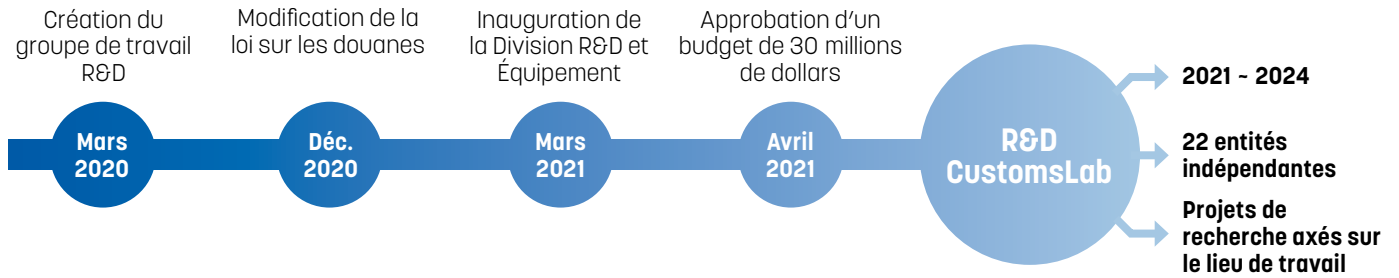 Création du
groupe de travail
R&D
Mars
2020
Modification de la
loi sur les douanes
Déc.
2020
Inauguration de
la Division R&D et
Équipement
Mars
2021
Approbation d'un
budget de 30 millions
de dollars
Avril
2021
R&D
CustomsLab
2021 ~ 2024
22 entités
indépendantes
Projets de
recherche axés sur
le lieu de travail